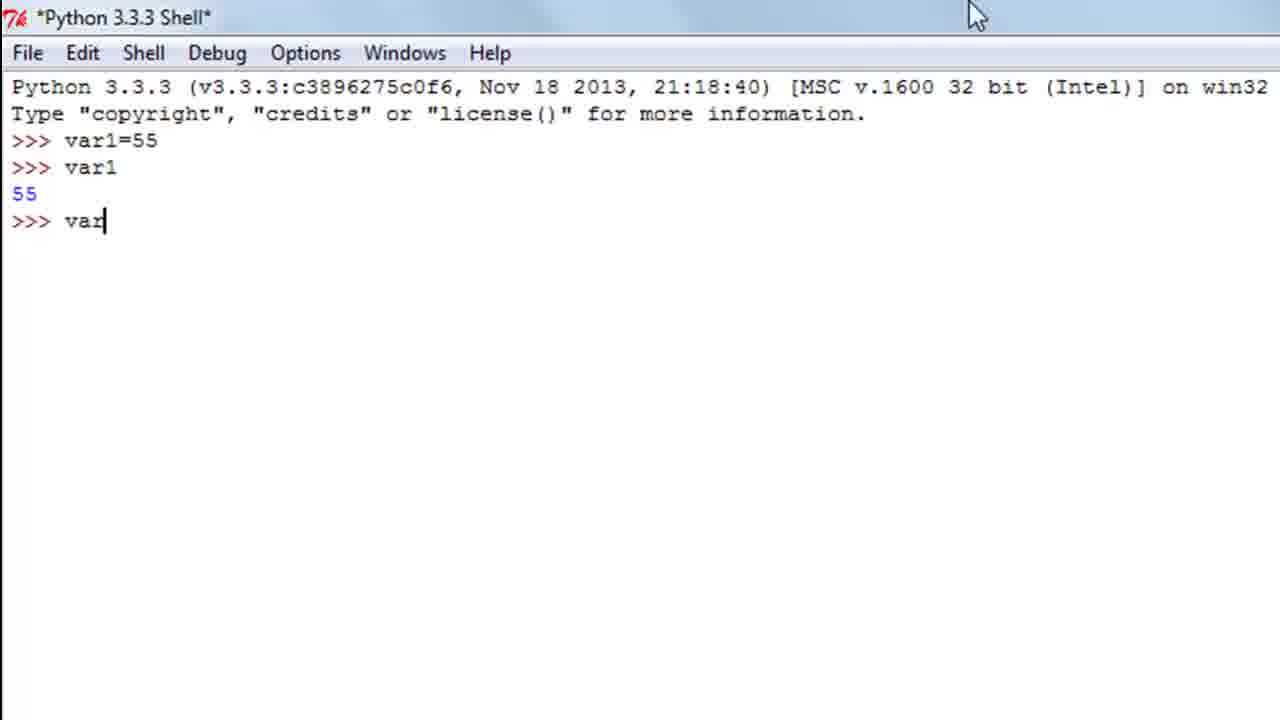 *Python 3.3.3 Shell*
File Edit Shell Debug Options Windows Help
Python 3.3.3 (v3.3.3:c3896275c0f6, Nov 18 2013, 21:18:40) [MSC v.1600 32 bit (Intel)] on win32
Type "copyright", "credits" or "license()" for more information.
>>> var1=55
>>> var1
55
>>> var